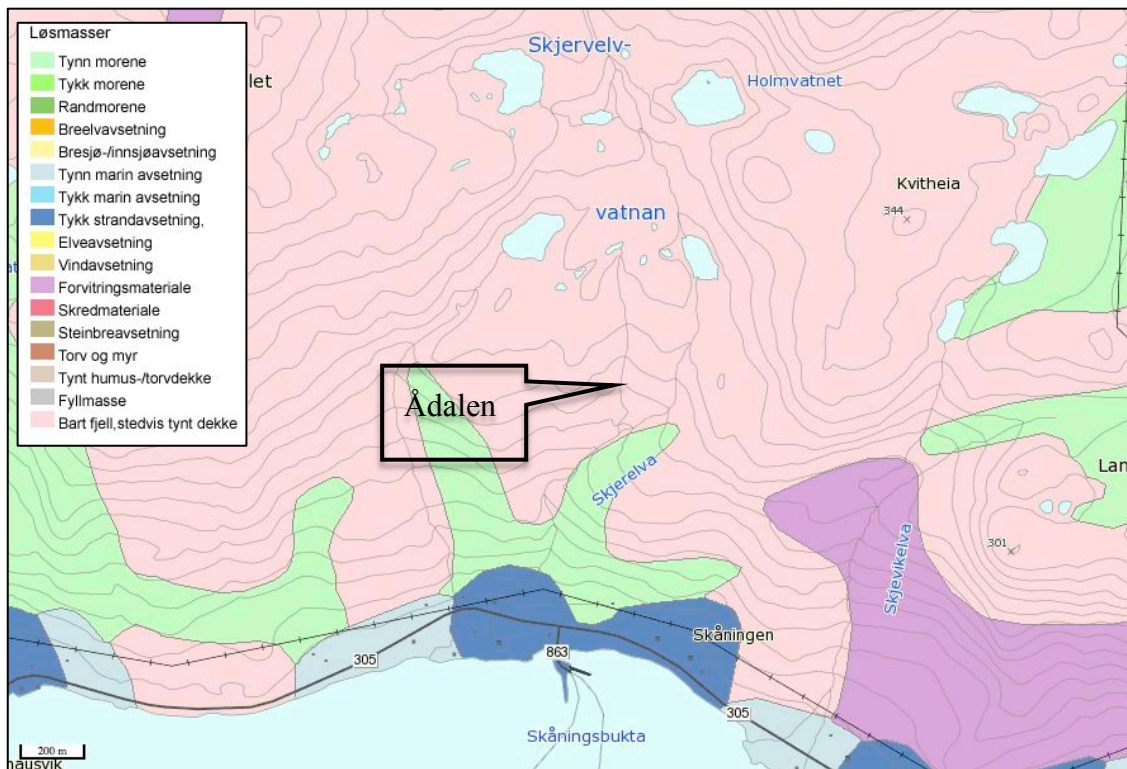 Løsmasser
Tynn morene
Tykk morene
Randmorene
Breelvavsetning
Bresjø-/innsjøavsetning
Tynn marin avsetning
Tykk marin avsetning
Tykk strandavsetning,
Elveavsetning
Vindavsetning
Forvitringsmateriale
Skredmateriale
Steinbreavsetning
Torv og myr
Tynt humus-/torvdekke
Fyllmasse
Bart fjell,stedvis tynt dekke
let
Skjervelv-
Holmvatnet
Kvitheia
344
vatnan
Ådalen
Skjerelva
Lan
301
Skjevikelva
Skåningen
305
863
305
Skåningsbukta
200 m